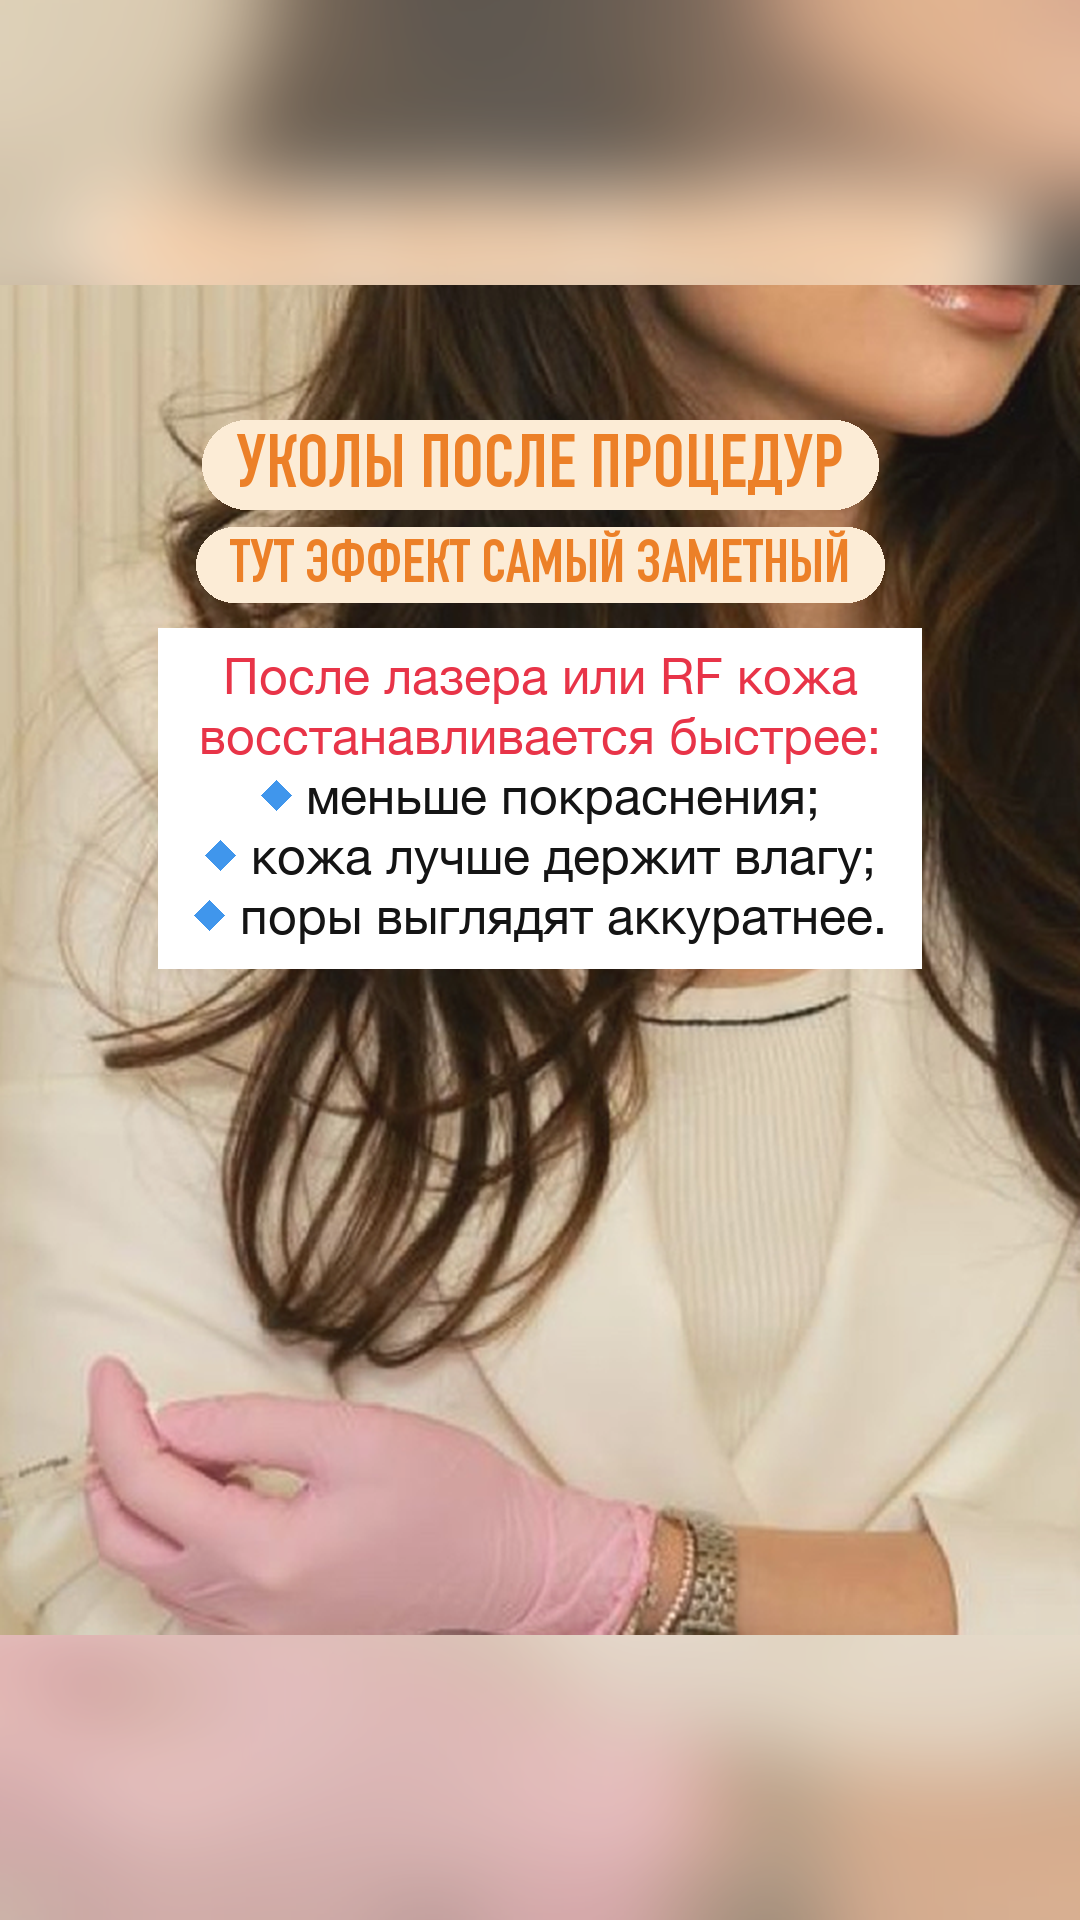 УКОЛЫ ПОСЛЕ ПРОЦЕДУР
ТУТ ЭФФЕКТ САМЫЙ ЗАМЕТНЫЙ
После лазера или RF кожа
восстанавливается быстрее:
🔷 меньше покраснения;
🔷 кожа лучше держит влагу;
🔷 поры выглядят аккуратнее.